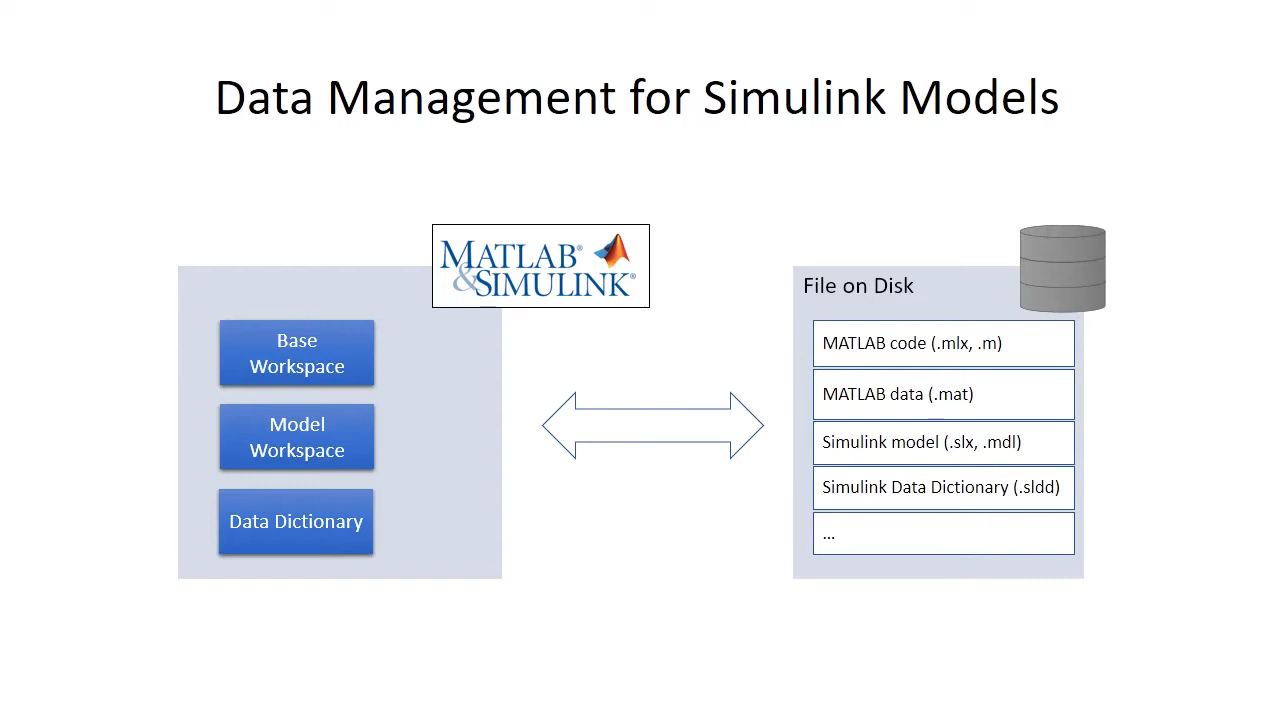 Data Management for Simulink Models
MATLAB®
&SIMULINK®
Base
Workspace
Model
Workspace
Data Dictionary
File on Disk
MATLAB code (.mlx, .m)
MATLAB data (.mat)
Simulink model (.slx, .mdl)
Simulink Data Dictionary (.sldd)
...